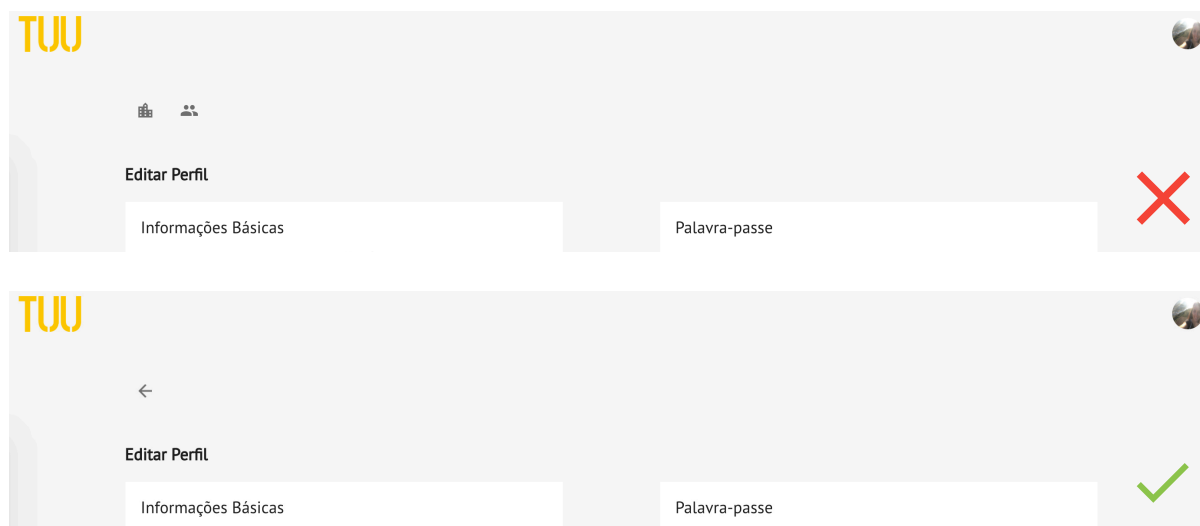 TUU
Editar Perfil
Informações Básicas
Palavra-passe
TUU
Editar Perfil
Informações Básicas
Palavra-passe